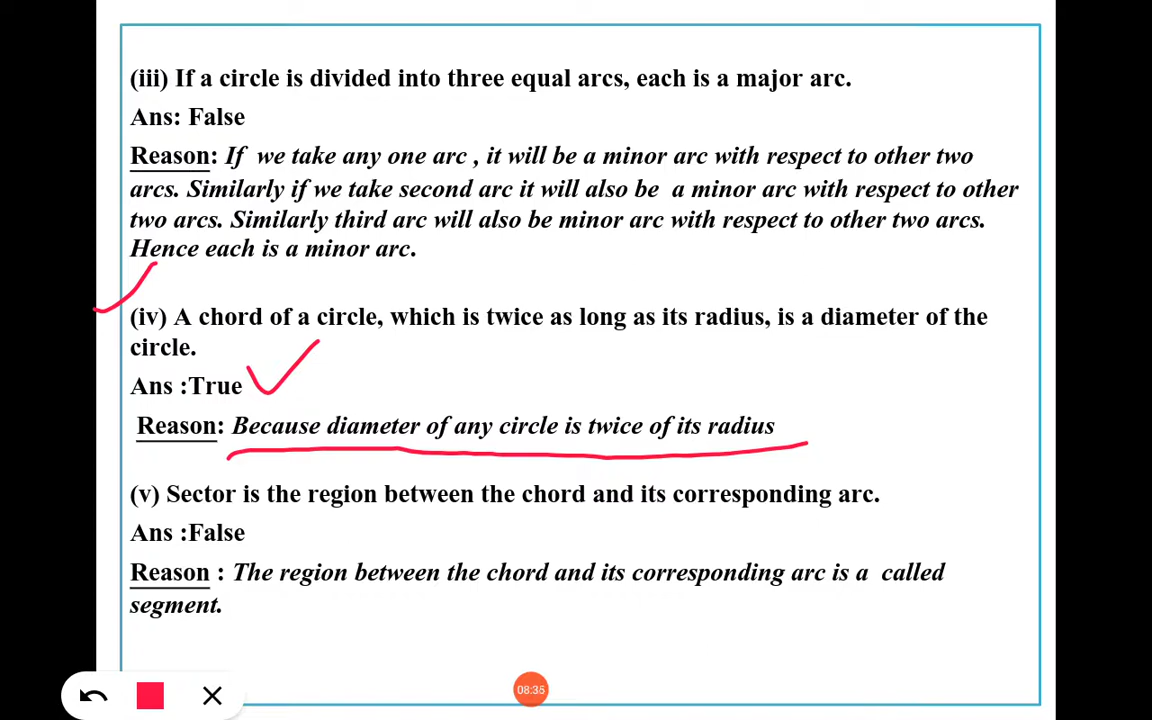 (iii) If a circle is divided into three equal arcs, each is a major arc.
Ans: False
Reason: If we take any one arc , it will be a minor arc with respect to other two
arcs. Similarly if we take second arc it will also be a minor arc with respect to other
two arcs. Similarly third arc will also be minor arc with respect to other two arcs.
Hence each is a minor arc.
(iv) A chord of a circle, which is twice as long as its radius, is a diameter of the
circle.
Ans :True
Reason: Because diameter of any circle is twice of its radius
(v) Sector is the region between the chord and its corresponding arc.
Ans :False
Reason : The region between the chord and its corresponding arc is a called
segment.
08:35